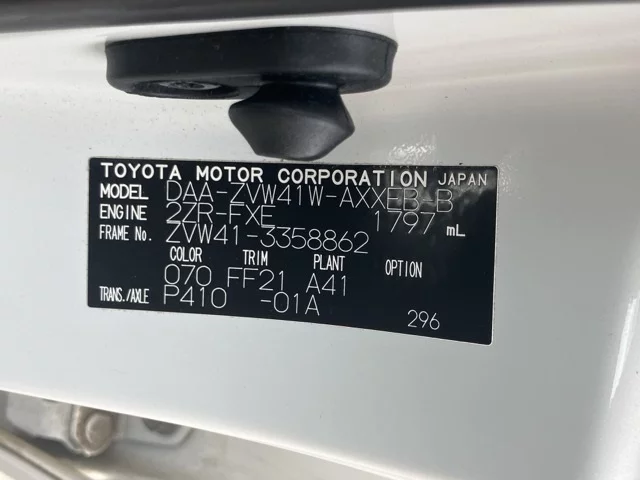 TOYOTA MOTOR CORPORATION JAPAN
MODEL DAA-ZVW41W-AXXEB-B
ENGINE 2ZR-FXE 1797 mL
FRAME No. ZVW41-3358862
COLOR TRIM PLANT OPTION
070 FF21 A41
TRANS./AXLE P410 -01A
296